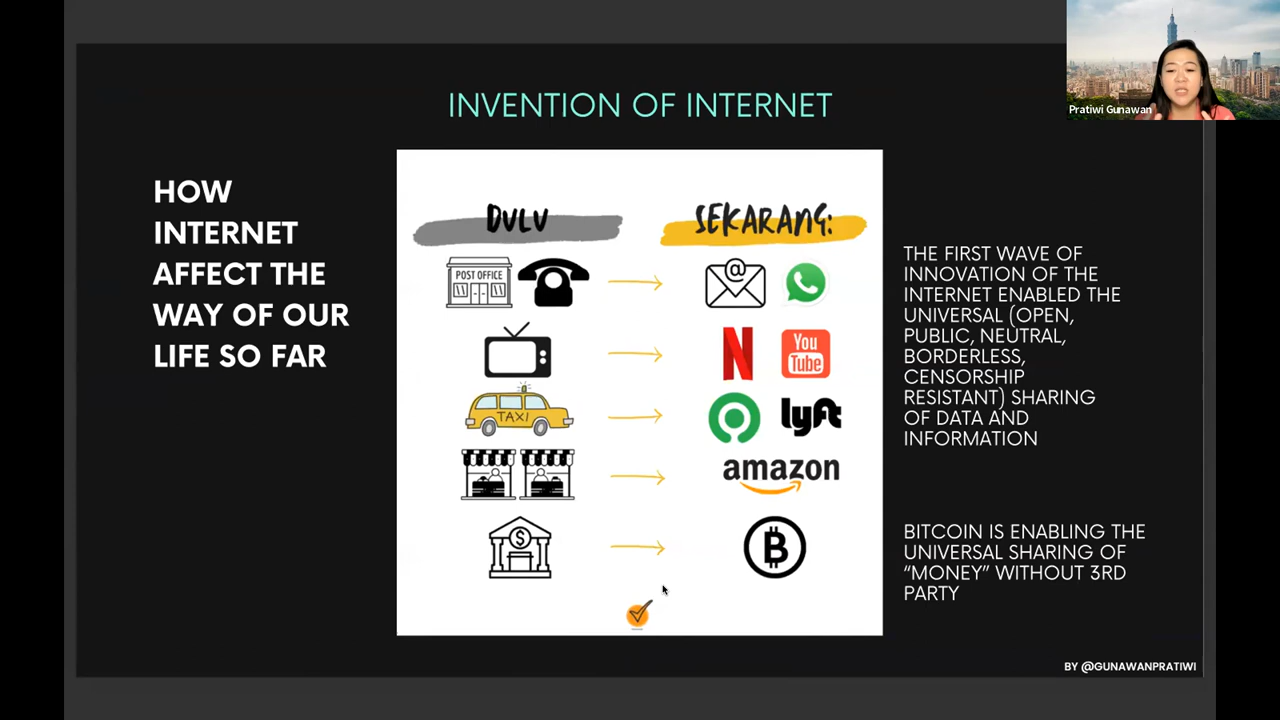 INVENTION OF INTERNET
Pratiwi Gunawan
HOW
INTERNET
AFFECT THE
WAY OF OUR
LIFE SO FAR
DULU
SEKARANG:
POST OFFICE
@
N
You
Tube
TAXI
lyft
amazon
$
₿
THE FIRST WAVE OF
INNOVATION OF THE
INTERNET ENABLED THE
UNIVERSAL (OPEN,
PUBLIC, NEUTRAL,
BORDERLESS,
CENSORSHIP
RESISTANT) SHARING
OF DATA AND
INFORMATION
BITCOIN IS ENABLING THE
UNIVERSAL SHARING OF
“MONEY” WITHOUT 3RD
PARTY
BY @GUNAWANPRATIWI